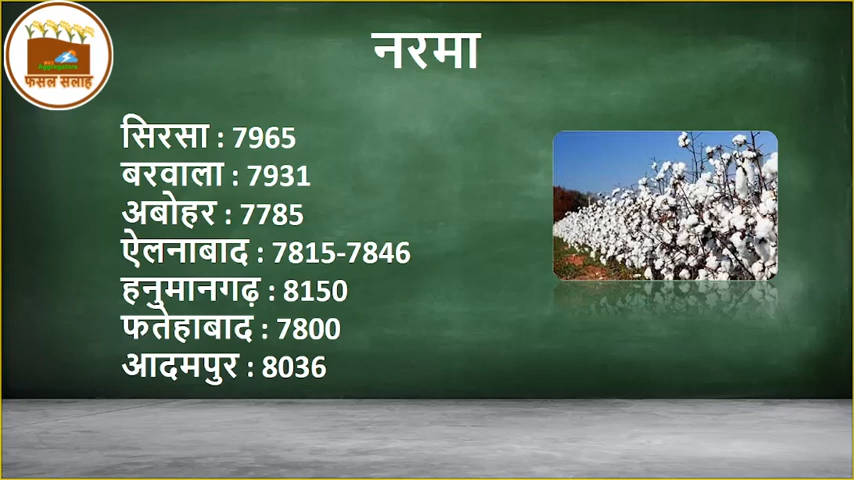 नरमा
सिरसा : 7965
बरवाला : 7931
अबोहर : 7785
ऐलनाबाद : 7815-7846
हनुमानगढ़ : 8150
फतेहाबाद : 7800
आदमपुर : 8036
Aggregators
फसल सलाह